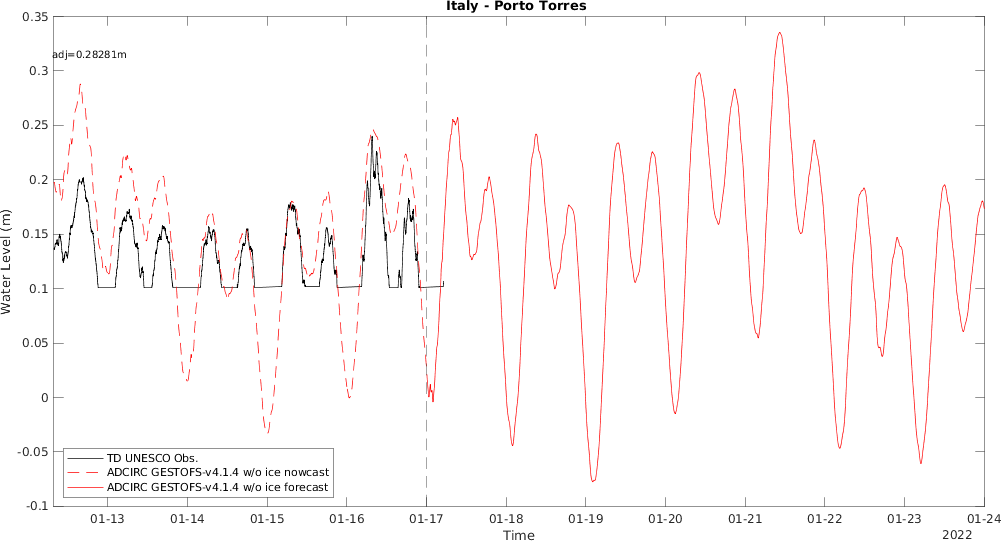 Italy - Porto Torres
adj=0.28281m
0.35
0.3
0.25
0.2
0.15
0.1
0.05
0
-0.05
-0.1
Water Level (m)
TD UNESCO Obs.
ADCIRC GESTOFS-v4.1.4 w/o ice nowcast
ADCIRC GESTOFS-v4.1.4 w/o ice forecast
01-13 01-14 01-15 01-16 01-17 01-18 01-19 01-20 01-21 01-22 01-23 01-24
Time
2022